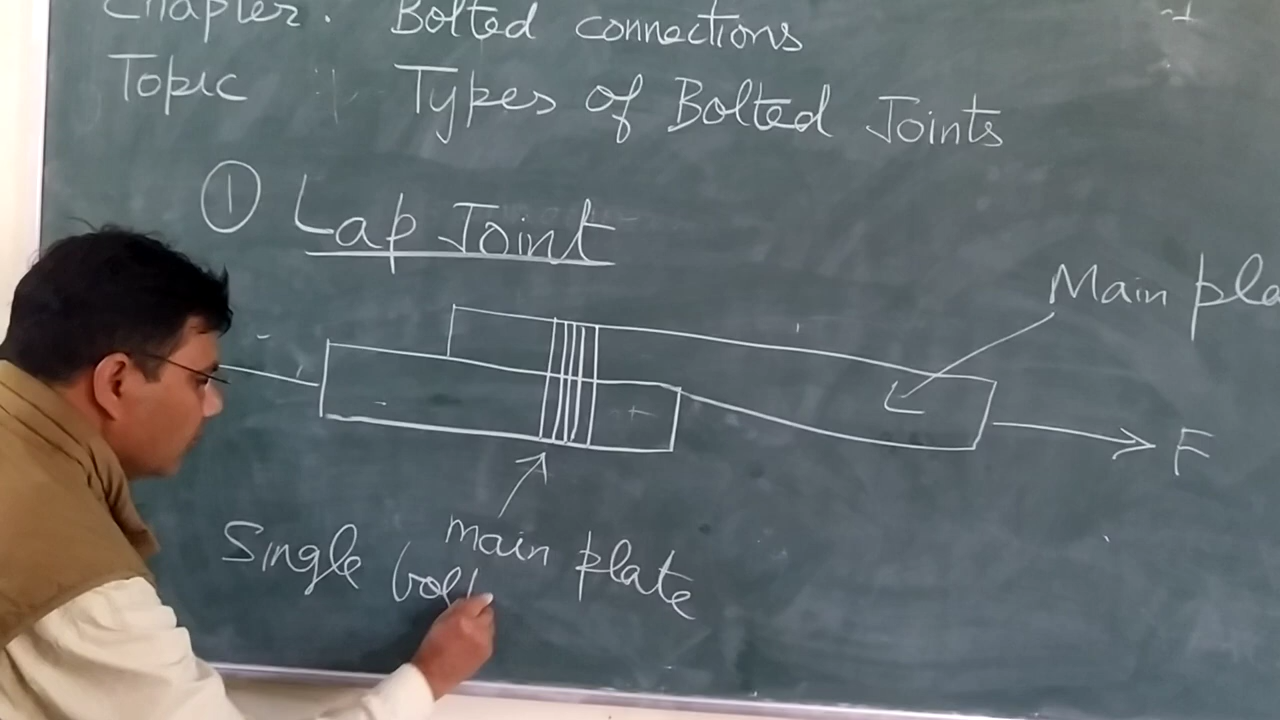 Chapter. Bolted connections
Topic : Types of Bolted Joints
① Lap Joint
Main pla
F
main plate
Single bolt